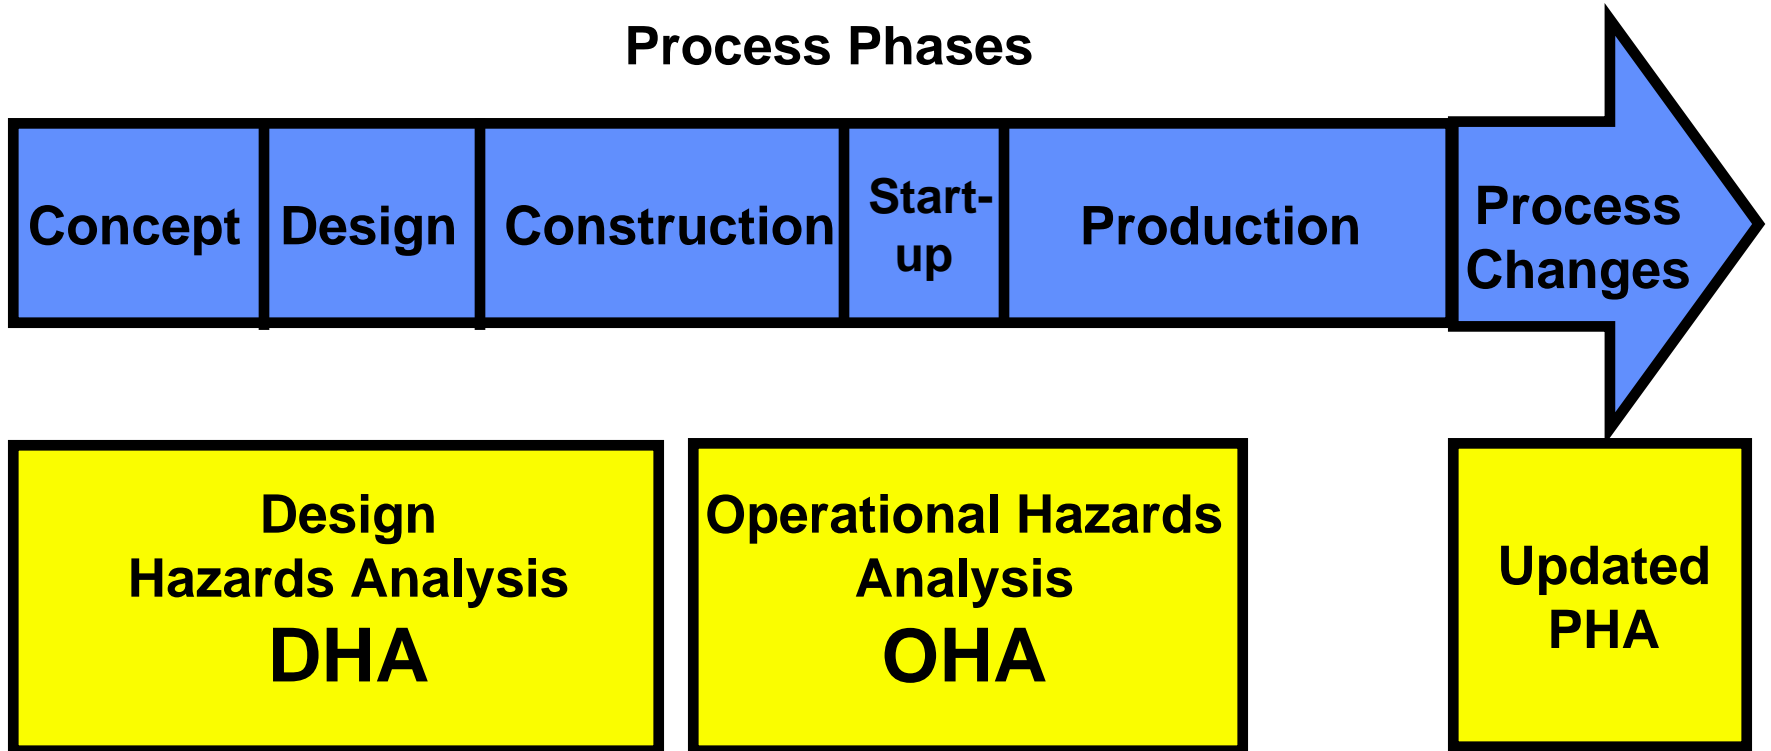 Process Phases
Concept
Design
Construction
Start-
up
Production
Process
Changes
Design
Hazards Analysis
DHA
Operational Hazards
Analysis
OHA
Updated
PHA